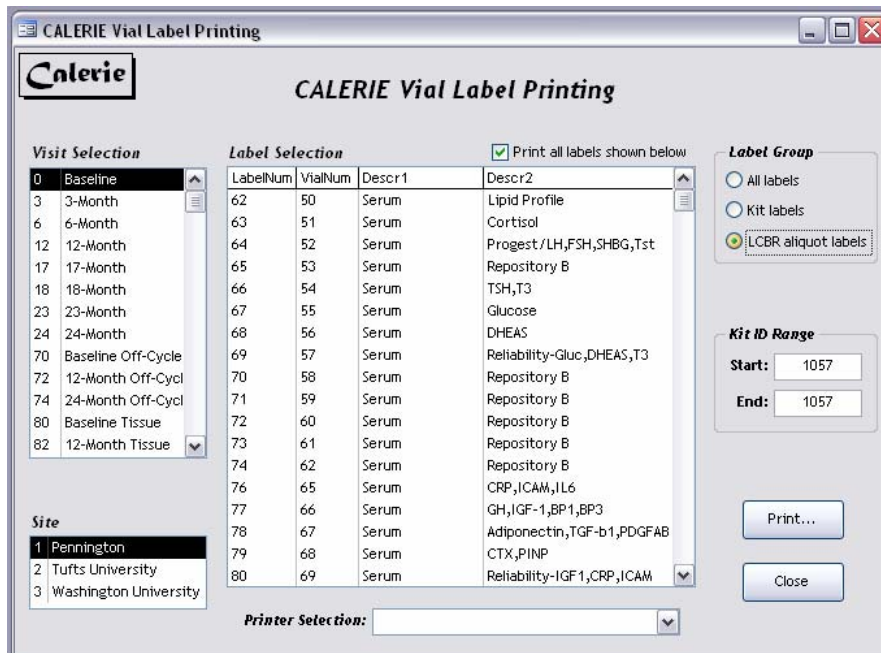 CALERIE Vial Label Printing
Calerie
CALERIE Vial Label Printing
Visit Selection
0 Baseline
3 3-Month
6 6-Month
12 12-Month
17 17-Month
18 18-Month
23 23-Month
24 24-Month
70 Baseline Off-Cycle
72 12-Month Off-Cycl
74 24-Month Off-Cycl
80 Baseline Tissue
82 12-Month Tissue
Site
1 Pennington
2 Tufts University
3 Washington University
Label Selection
Print all labels shown below
LabelNum VialNum Descr1 Descr2
62 50 Serum Lipid Profile
63 51 Serum Cortisol
64 52 Serum Progest/LH,FSH,SHBG,Tst
65 53 Serum Repository B
66 54 Serum TSH,T3
67 55 Serum Glucose
68 56 Serum DHEAS
69 57 Serum Reliability-Gluc,DHEAS,T3
70 58 Serum Repository B
71 59 Serum Repository B
72 60 Serum Repository B
73 61 Serum Repository B
74 62 Serum Repository B
76 65 Serum CRP,ICAM,IL6
77 66 Serum GH,IGF-1,BP1,BP3
78 67 Serum Adiponectin,TGF-b1,PDGFAB
79 68 Serum CTX,PINP
80 69 Serum Reliability-IGF1,CRP,ICAM
Printer Selection:
Label Group
All labels
Kit labels
LCBR aliquot labels
Kit ID Range
Start: 1057
End: 1057
Print...
Close